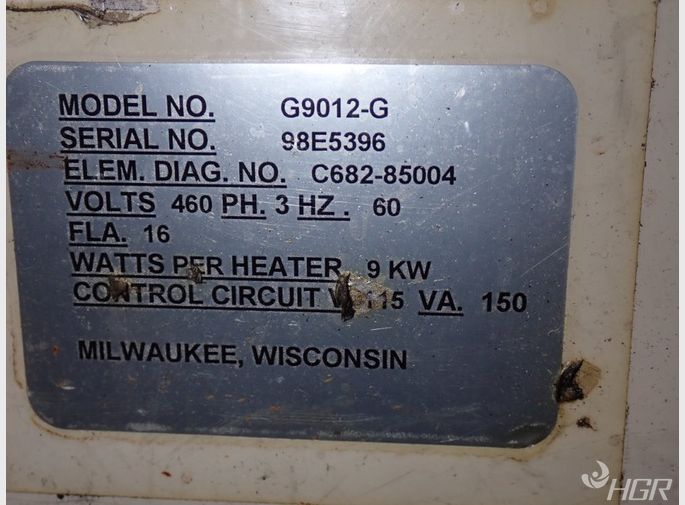 MODEL NO. G9012-G
SERIAL NO. 98E5396
ELEM. DIAG. NO. C682-85004
VOLTS 460 PH. 3 HZ. 60
FLA. 16
WATTS PER HEATER 9 KW
CONTROL CIRCUIT 115 VA. 150
MILWAUKEE, WISCONSIN
HGR